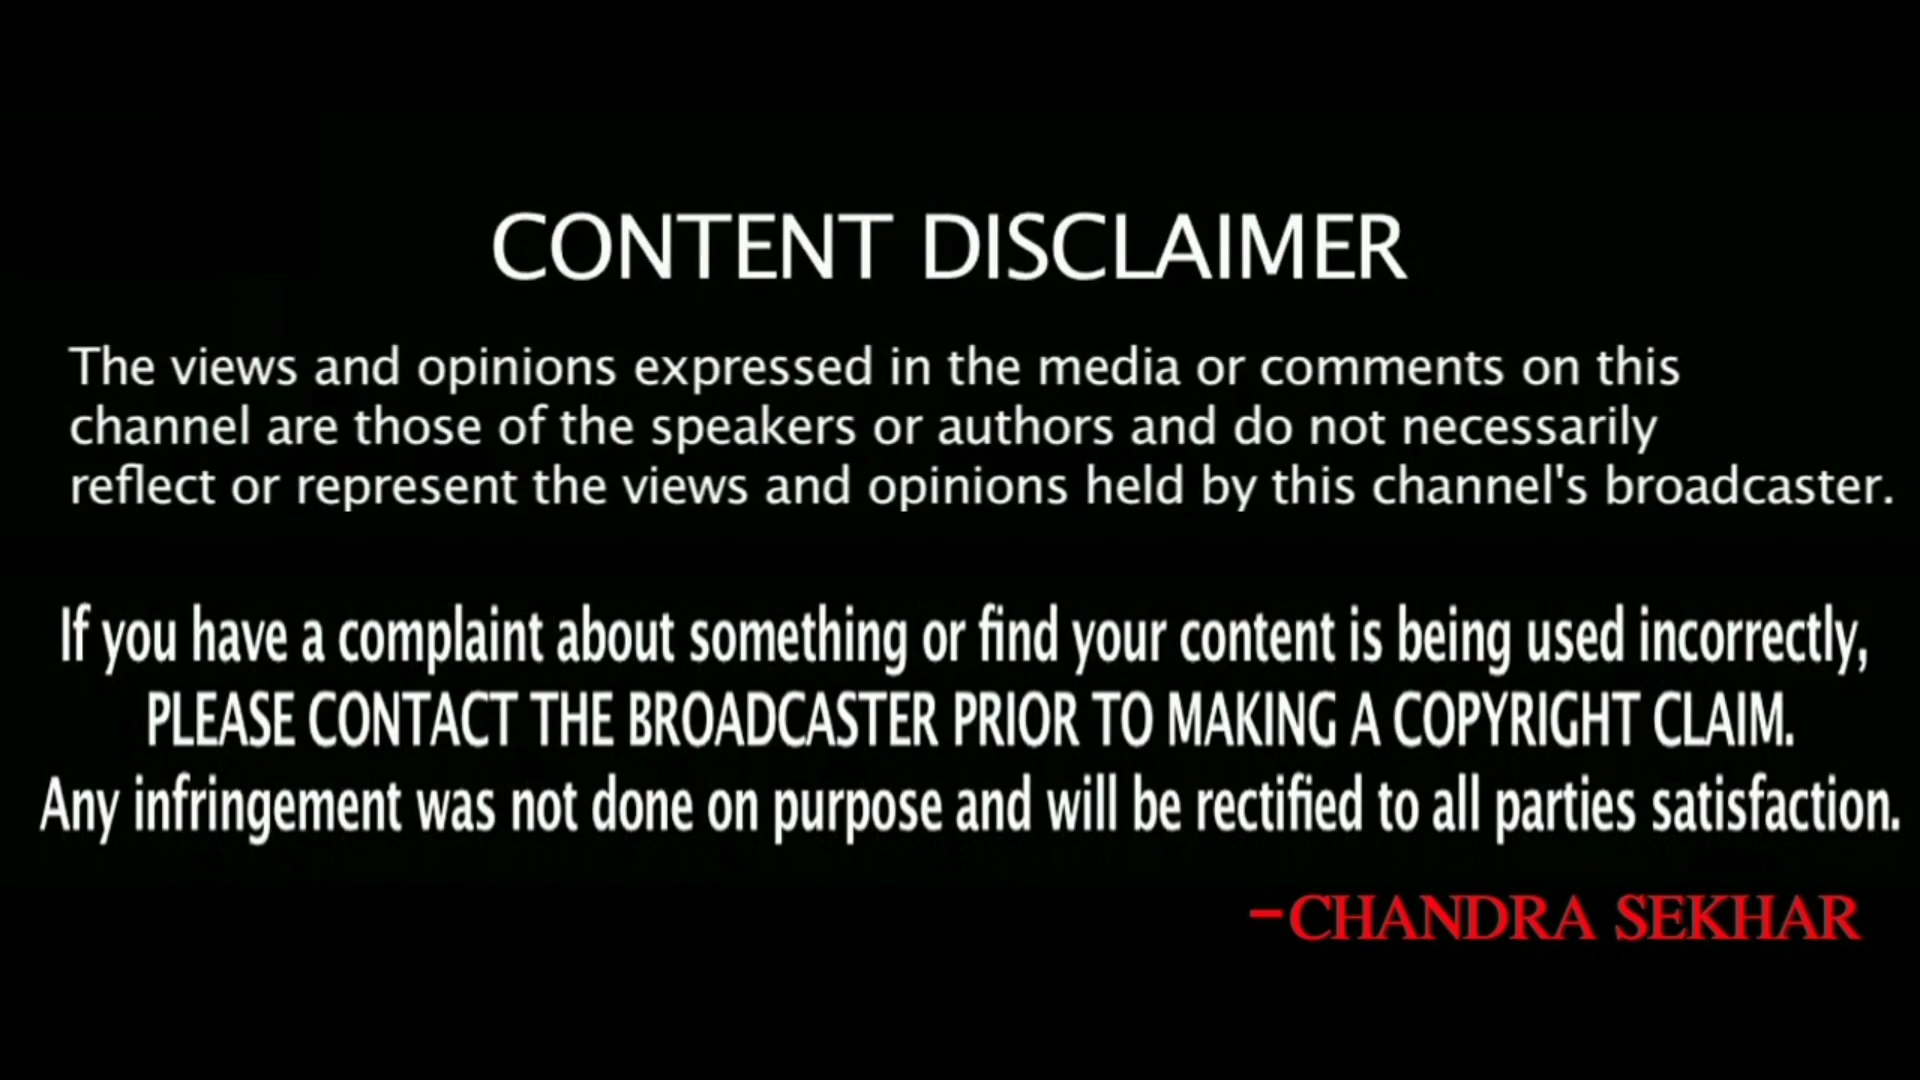 CONTENT DISCLAIMER
The views and opinions expressed in the media or comments on this
channel are those of the speakers or authors and do not necessarily
reflect or represent the views and opinions held by this channel's broadcaster.
If you have a complaint about something or find your content is being used incorrectly,
PLEASE CONTACT THE BROADCASTER PRIOR TO MAKING A COPYRIGHT CLAIM.
Any infringement was not done on purpose and will be rectified to all parties satisfaction.
-CHANDRA SEKHAR